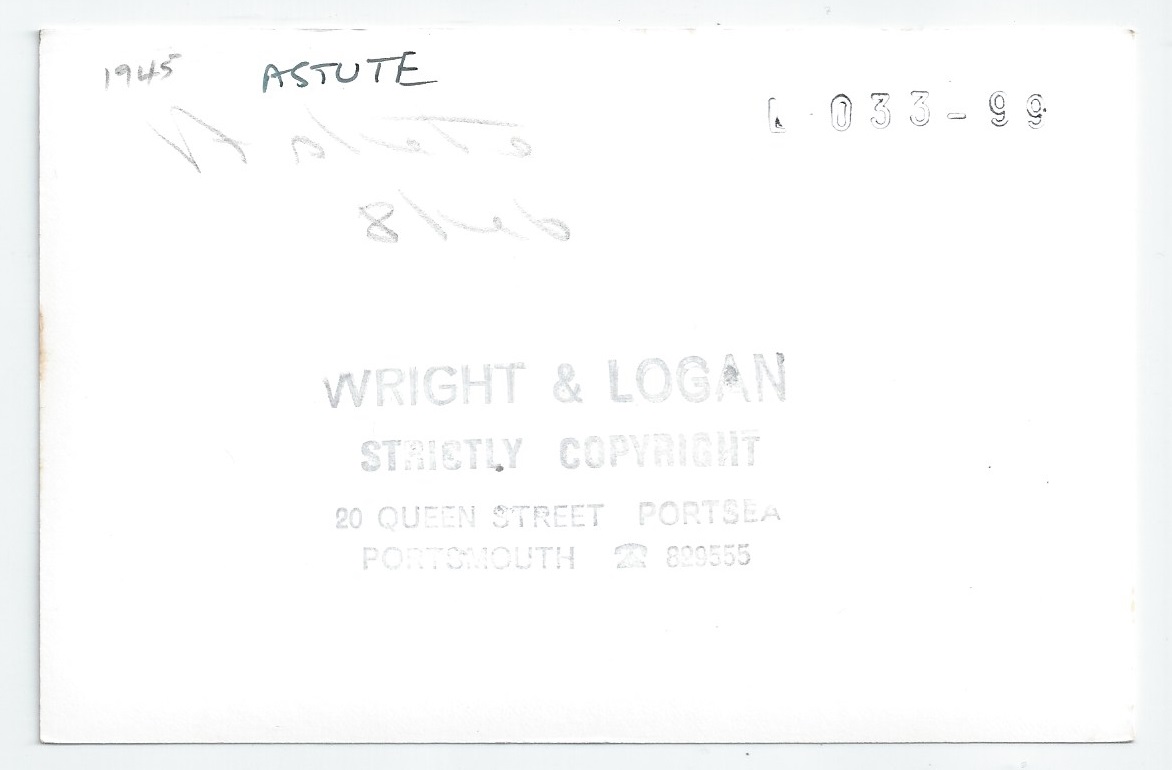 1945 ASTUTE
033-99
WRIGHT & LOGAN
STRICTLY COPYRIGHT
20 QUEEN STREET PORTSEA
PORTSMOUTH ☎ 829555